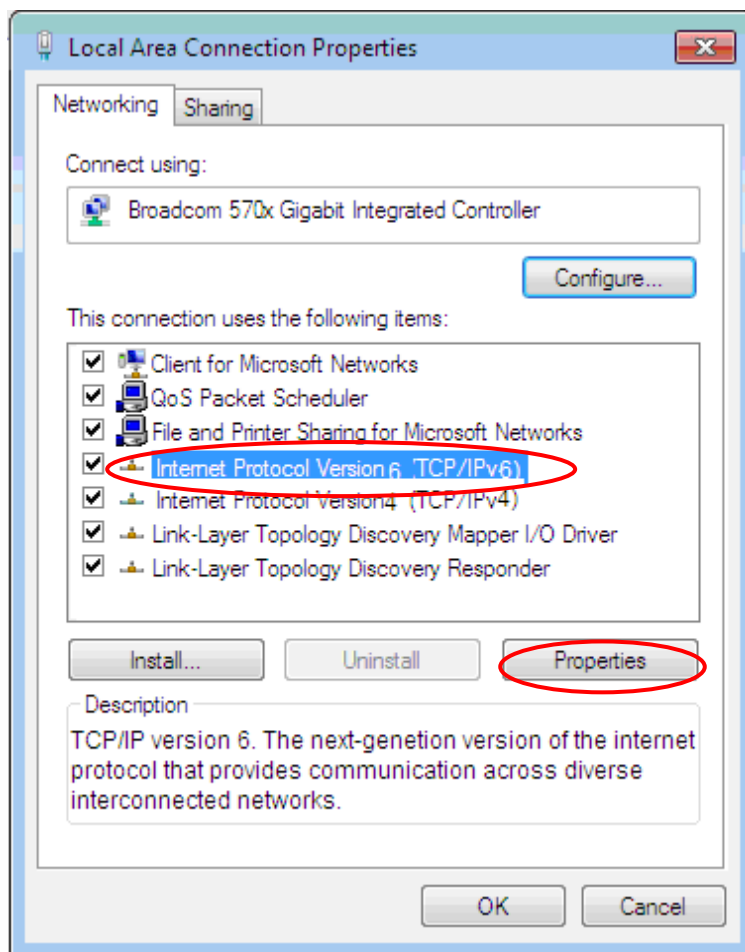 Local Area Connection Properties
Networking
Sharing
Connect using:
Broadcom 570x Gigabit Integrated Controller
Configure...
This connection uses the following items:
Client for Microsoft Networks
QoS Packet Scheduler
File and Printer Sharing for Microsoft Networks
Internet Protocol Version 6 (TCP/IPv6)
Internet Protocol Version4 (TCP/IPv4)
Link-Layer Topology Discovery Mapper I/O Driver
Link-Layer Topology Discovery Responder
Install...
Uninstall
Properties
Description
TCP/IP version 6. The next-genetion version of the internet
protocol that provides communication across diverse
interconnected networks.
OK
Cancel